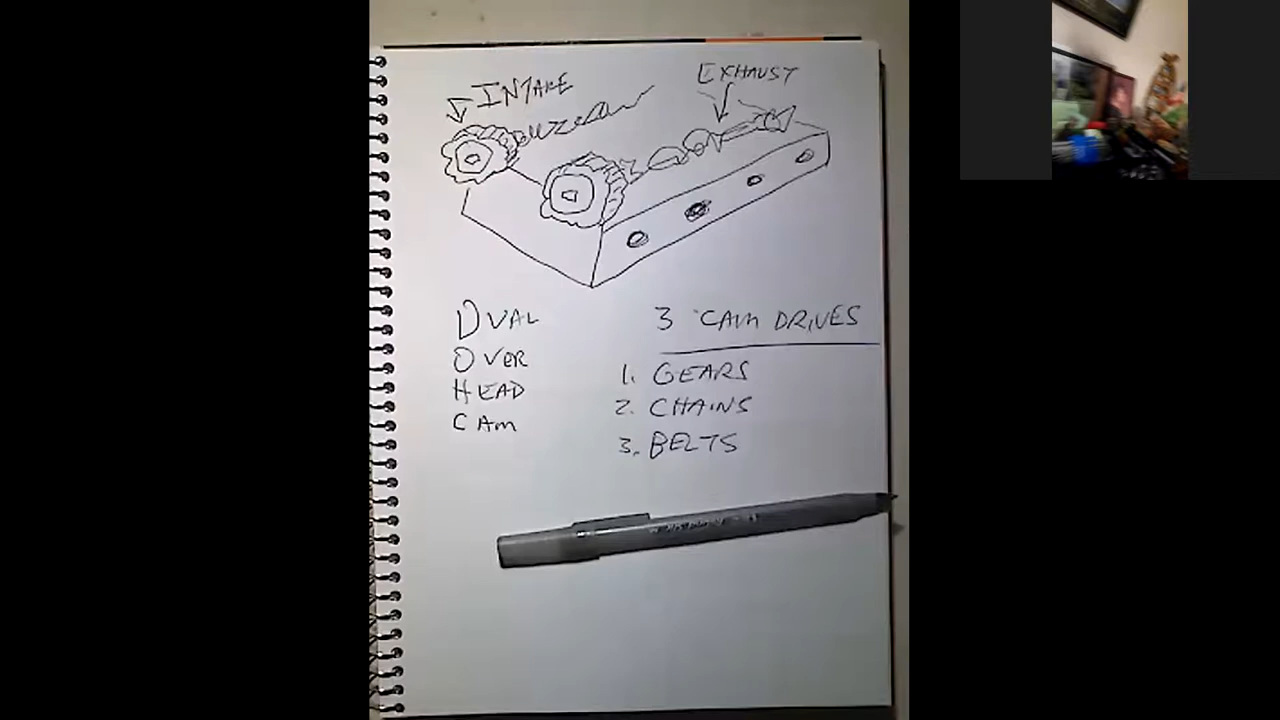 INTAKE
EXHAUST
DUAL
OVER
HEAD
CAM
3 CAM DRIVES
1. GEARS
2. CHAINS
3. BELTS